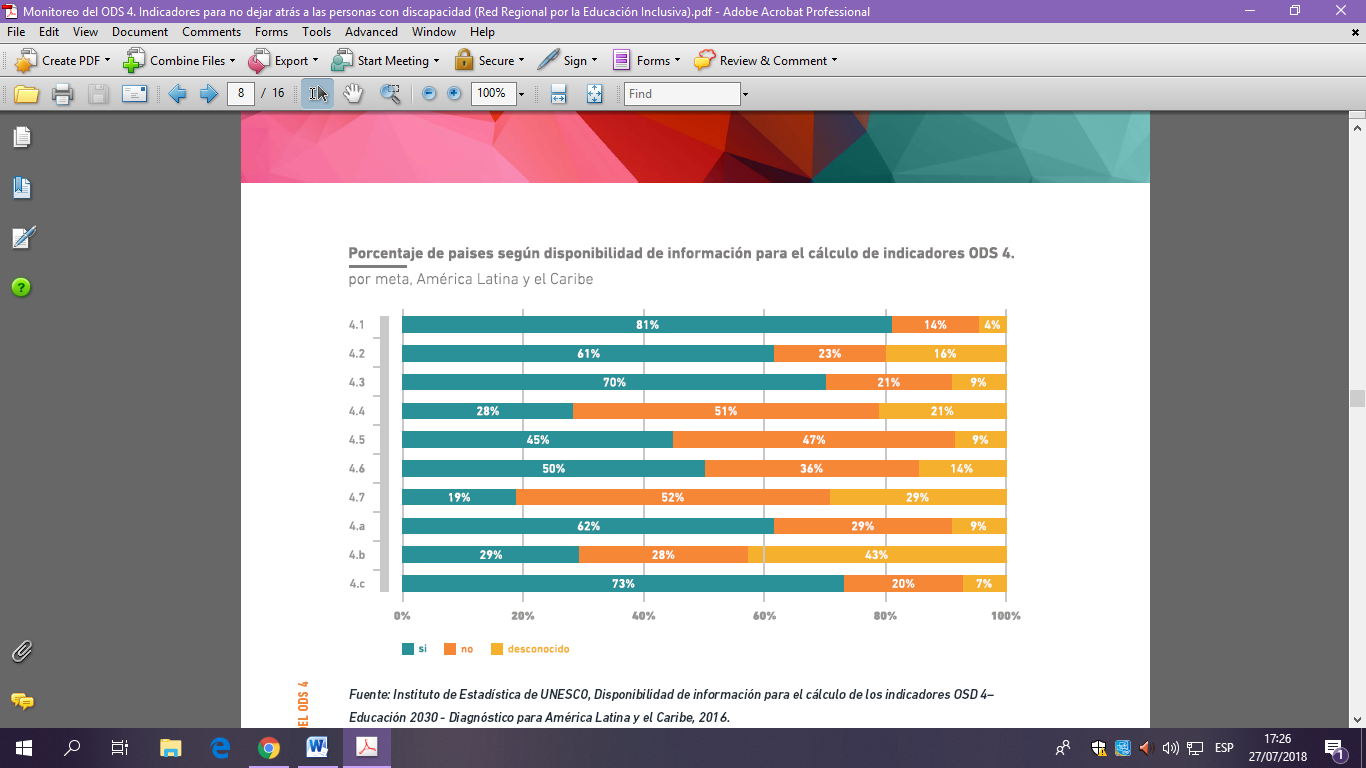 Monitoreo del ODS 4. Indicadores para no dejar atrás a las personas con discapacidad (Red Regional por la Educación Inclusiva).pdf - Adobe Acrobat Professional
File Edit View Document Comments Forms Tools Advanced Window Help
Create PDF Combine Files Export Start Meeting Secure Sign Forms Review & Comment
8 / 16 100% Find
Porcentaje de paises según disponibilidad de información para el cálculo de indicadores ODS 4.
por meta, América Latina y el Caribe
4.1 81% 14% 4%
4.2 61% 23% 16%
4.3 70% 21% 9%
4.4 28% 51% 21%
4.5 45% 47% 9%
4.6 50% 36% 14%
4.7 19% 52% 29%
4.a 62% 29% 9%
4.b 29% 28% 43%
4.c 73% 20% 7%
0% 20% 40% 60% 80% 100%
si no desconocido
DEL ODS 4
Fuente: Instituto de Estadística de UNESCO, Disponibilidad de información para el cálculo de los indicadores OSD 4–
Educación 2030 - Diagnóstico para América Latina y el Caribe, 2016.
ESP
17:26
27/07/2018
1